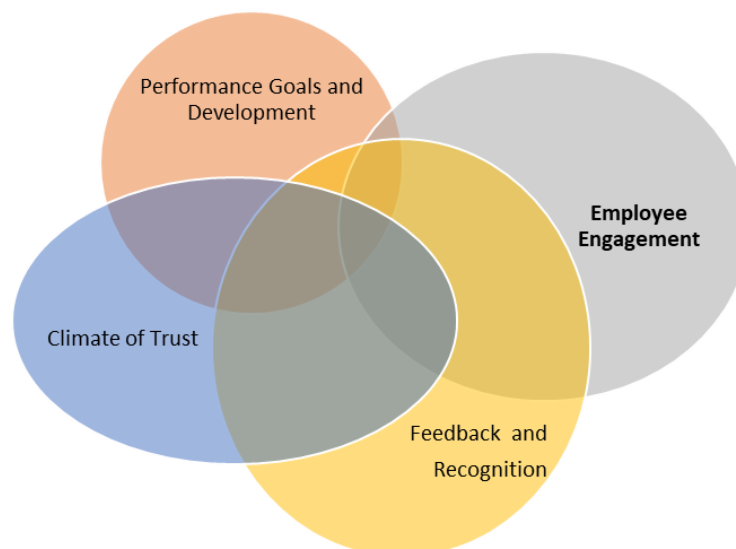 Performance Goals and
Development
Employee
Engagement
Climate of Trust
Feedback and
Recognition